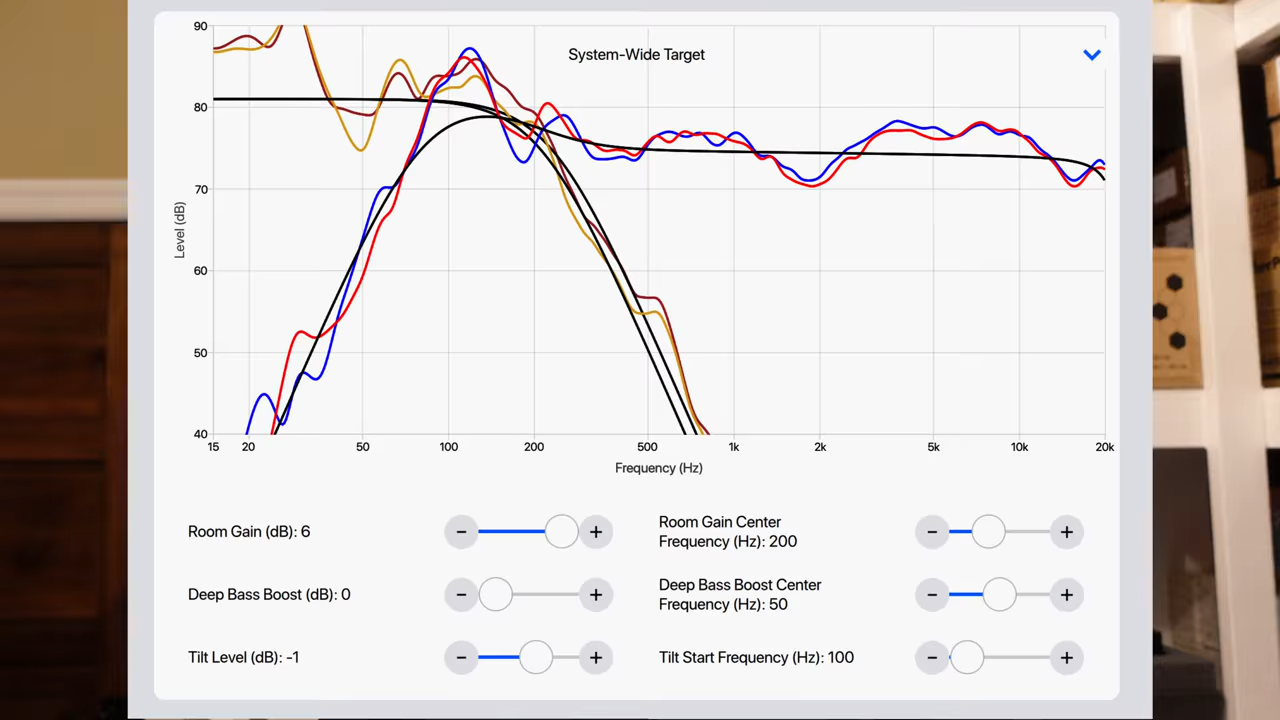 System-Wide Target
90
80
70
60
50
40
Level (dB)
15 20 50 100 200 500 1k 2k 5k 10k 20k
Frequency (Hz)
Room Gain (dB): 6
Room Gain Center
Frequency (Hz): 200
Deep Bass Boost (dB): 0
Deep Bass Boost Center
Frequency (Hz): 50
Tilt Level (dB): -1
Tilt Start Frequency (Hz): 100